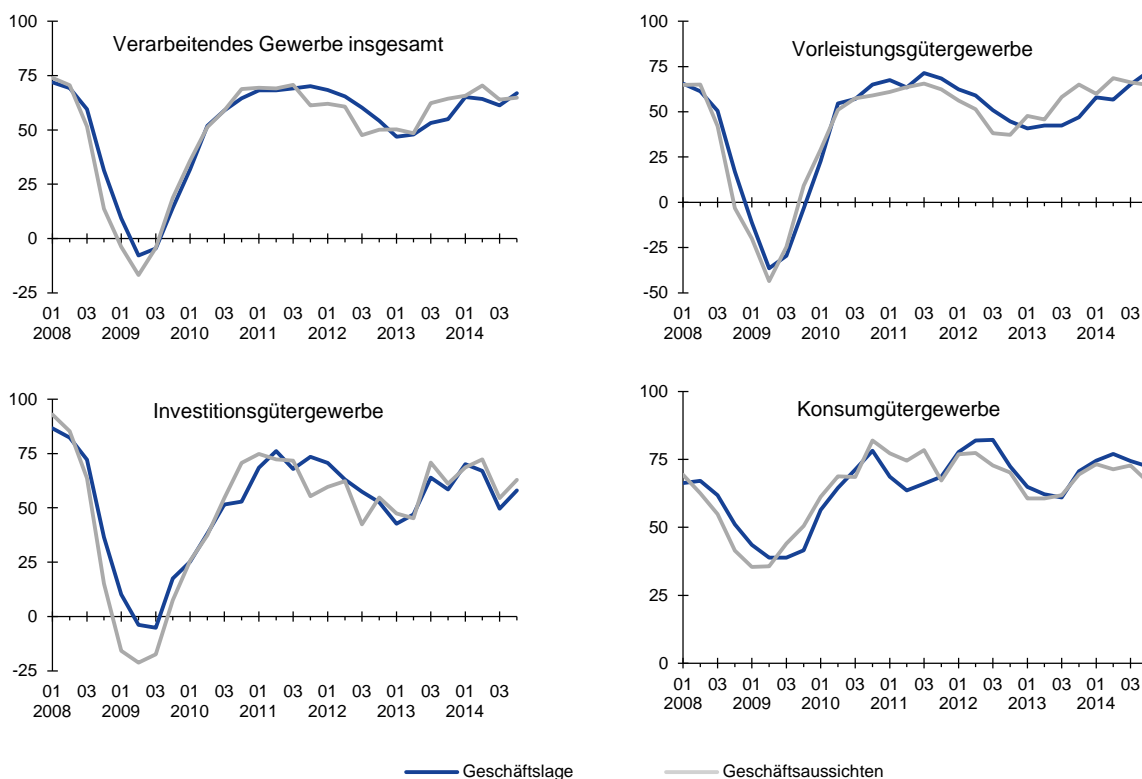 Verarbeitendes Gewerbe insgesamt
100
75
50
25
0
-25
01 03 01 03 01 03 01 03 01 03 01 03 01 03
2008 2009 2010 2011 2012 2013 2014
Vorleistungsgütergewerbe
100
75
50
25
0
-25
-50
01 03 01 03 01 03 01 03 01 03 01 03 01 03
2008 2009 2010 2011 2012 2013 2014
Investitionsgütergewerbe
100
75
50
25
0
-25
01 03 01 03 01 03 01 03 01 03 01 03 01 03
2008 2009 2010 2011 2012 2013 2014
Konsumgütergewerbe
100
75
50
25
0
01 03 01 03 01 03 01 03 01 03 01 03 01 03
2008 2009 2010 2011 2012 2013 2014
Geschäftslage Geschäftsaussichten